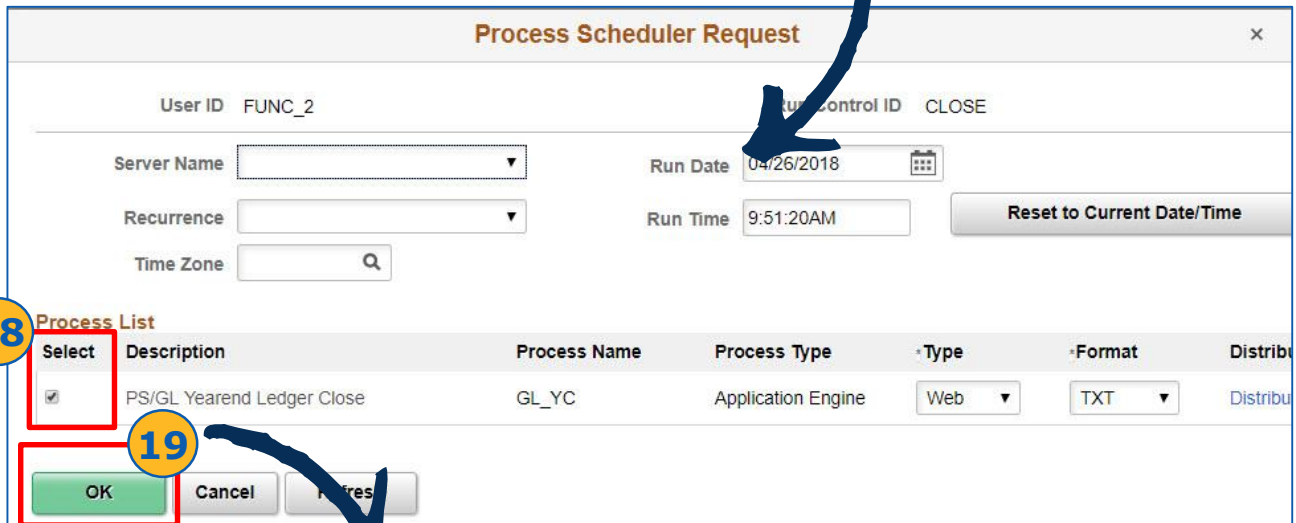 Process Scheduler Request ×
User ID FUNC_2 Control ID CLOSE
Server Name Run Date 04/26/2018
Recurrence Run Time 9:51:20AM Reset to Current Date/Time
Time Zone
8 Process List
Select Description Process Name Process Type *Type *Format Distribu
PS/GL Yearend Ledger Close GL_YC Application Engine Web TXT Distribu
19
OK Cancel